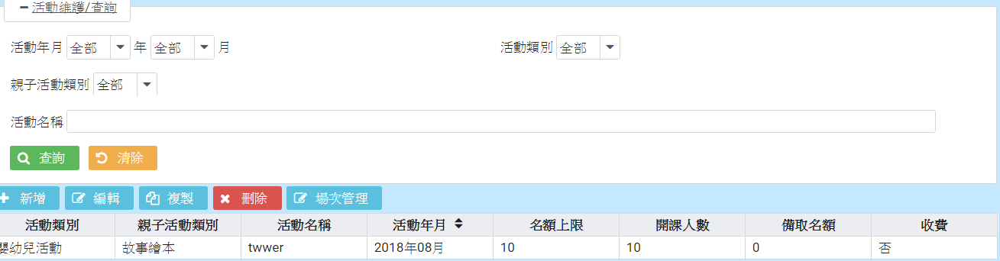 活動維護/查詢
活動年月 全部 年 全部 月 活動類別 全部
親子活動類別 全部
活動名稱
查詢 清除
新增 編輯 複製 刪除 場次管理
活動類別 親子活動類別 活動名稱 活動年月 名額上限 開課人數 備取名額 收費
嬰幼兒活動 故事繪本 twwer 2018年08月 10 10 0 否